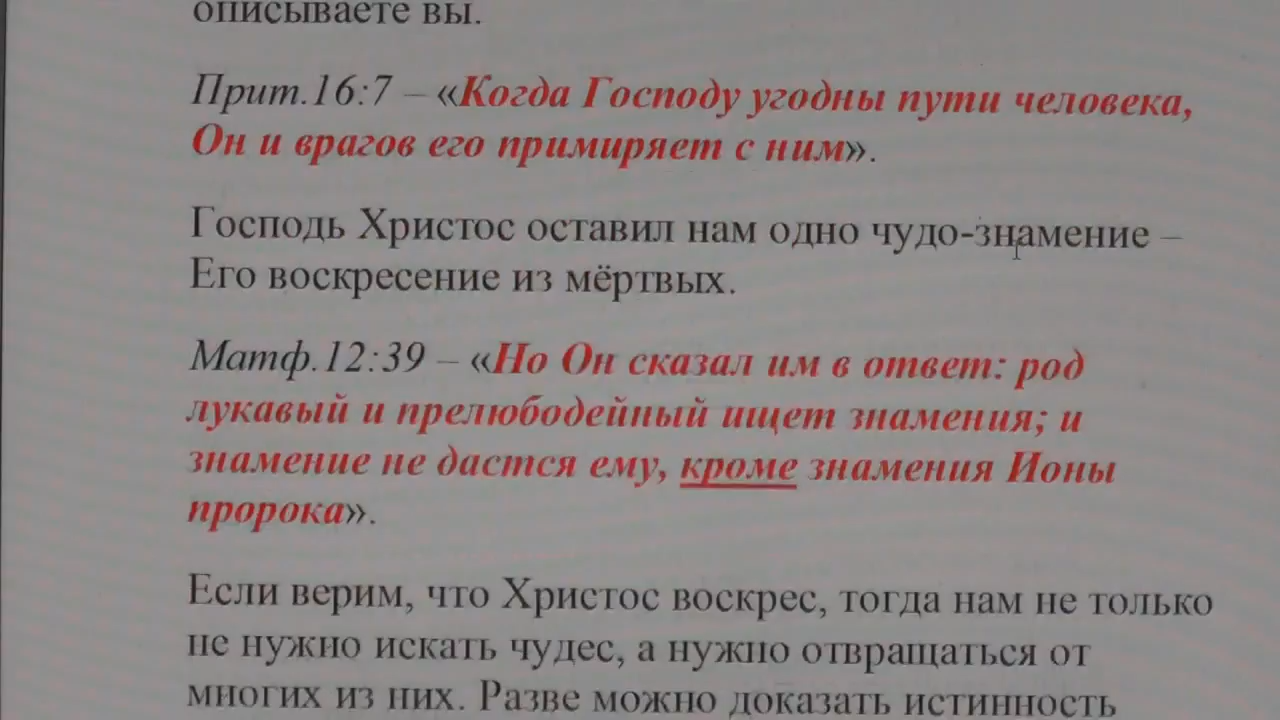 описываете вы.
Прит.16:7 – «Когда Господу угодны пути человека,
Он и врагов его примиряет с ним».
Господь Христос оставил нам одно чудо-знамение –
Его воскресение из мёртвых.
Матф.12:39 – «Но Он сказал им в ответ: род
лукавый и прелюбодейный ищет знамения; и
знамение не дастся ему, кроме знамения Ионы
пророка».
Если верим, что Христос воскрес, тогда нам не только
не нужно искать чудес, а нужно отвращаться от
многих из них. Разве можно доказать истинность